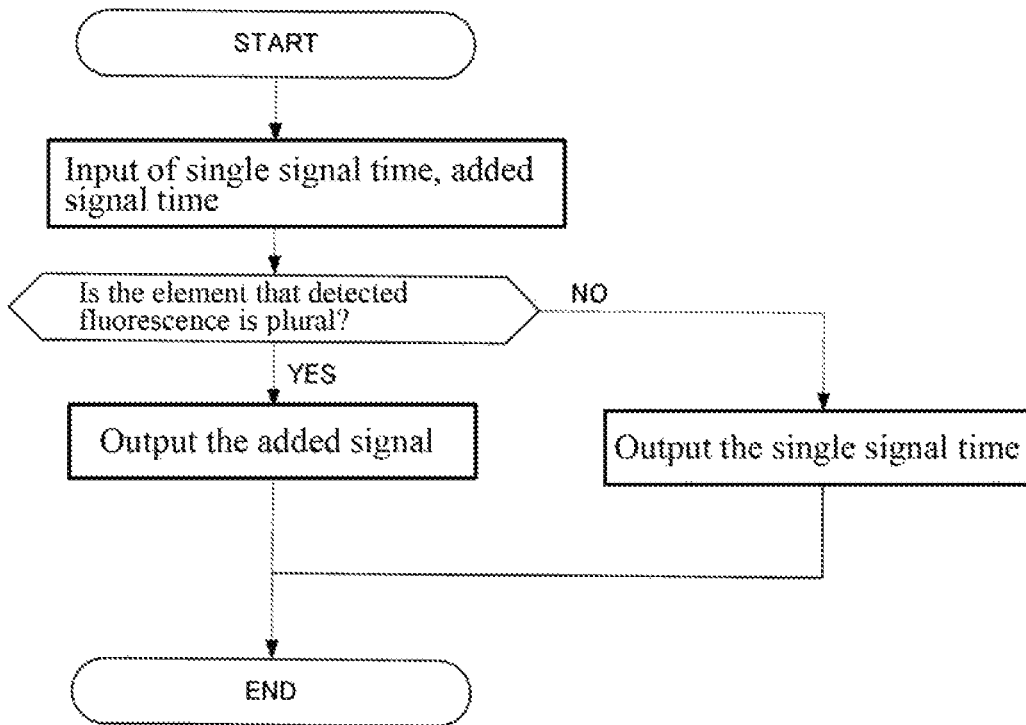 START
Input of single signal time, added
signal time
Is the element that detected
fluorescence is plural?
NO
YES
Output the added signal
Output the single signal time
END